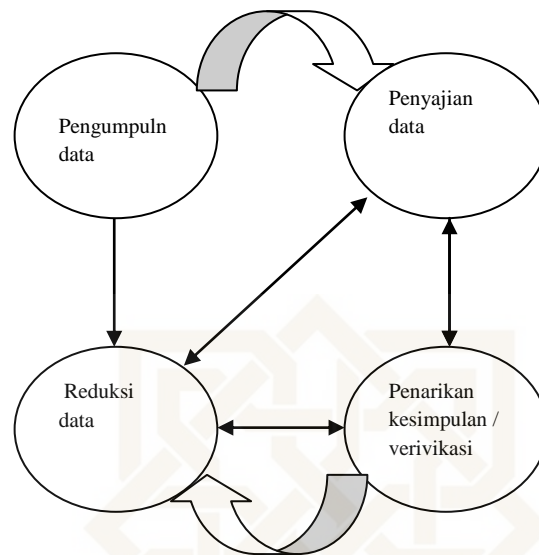 Pengumpuln
data
Penyajian
data
Reduksi
data
Penarikan
kesimpulan /
verivikasi